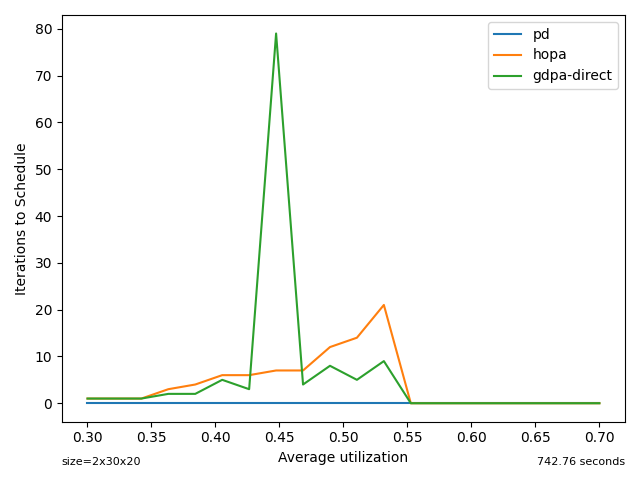 80
70
60
50
40
30
20
10
0
Iterations to Schedule
pd
hopa
gdpa-direct
0.30 0.35 0.40 0.45 0.50 0.55 0.60 0.65 0.70
Average utilization
size=2x30x20
742.76 seconds